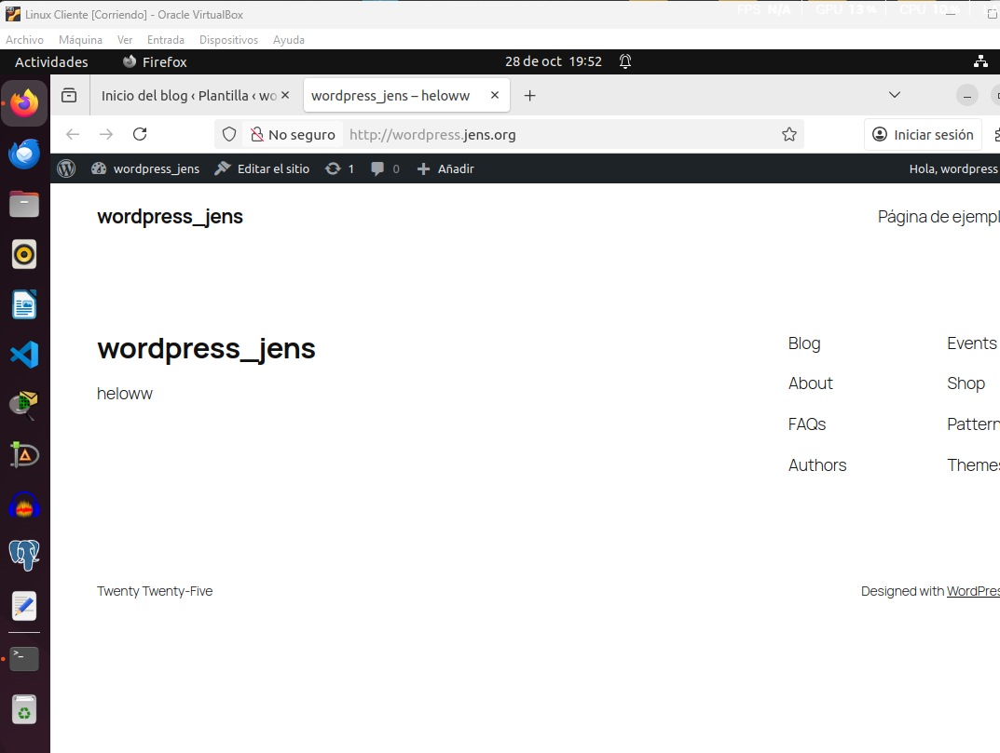 Linux Cliente [Corriendo] - Oracle VirtualBox
FPS N/A GPU 13% CPU 10%
Archivo Máquina Ver Entrada Dispositivos Ayuda
Actividades Firefox 28 de oct 19:52
Inicio del blog ‹ Plantilla ‹ wo wordpress_jens – heloww
No seguro http://wordpress.jens.org Iniciar sesión
wordpress_jens Editar el sitio 1 0 Añadir Hola, wordpress
wordpress_jens Página de ejempl
wordpress_jens
heloww
Blog Events
About Shop
FAQs Pattern
Authors Themes
Twenty Twenty-Five Designed with WordPres